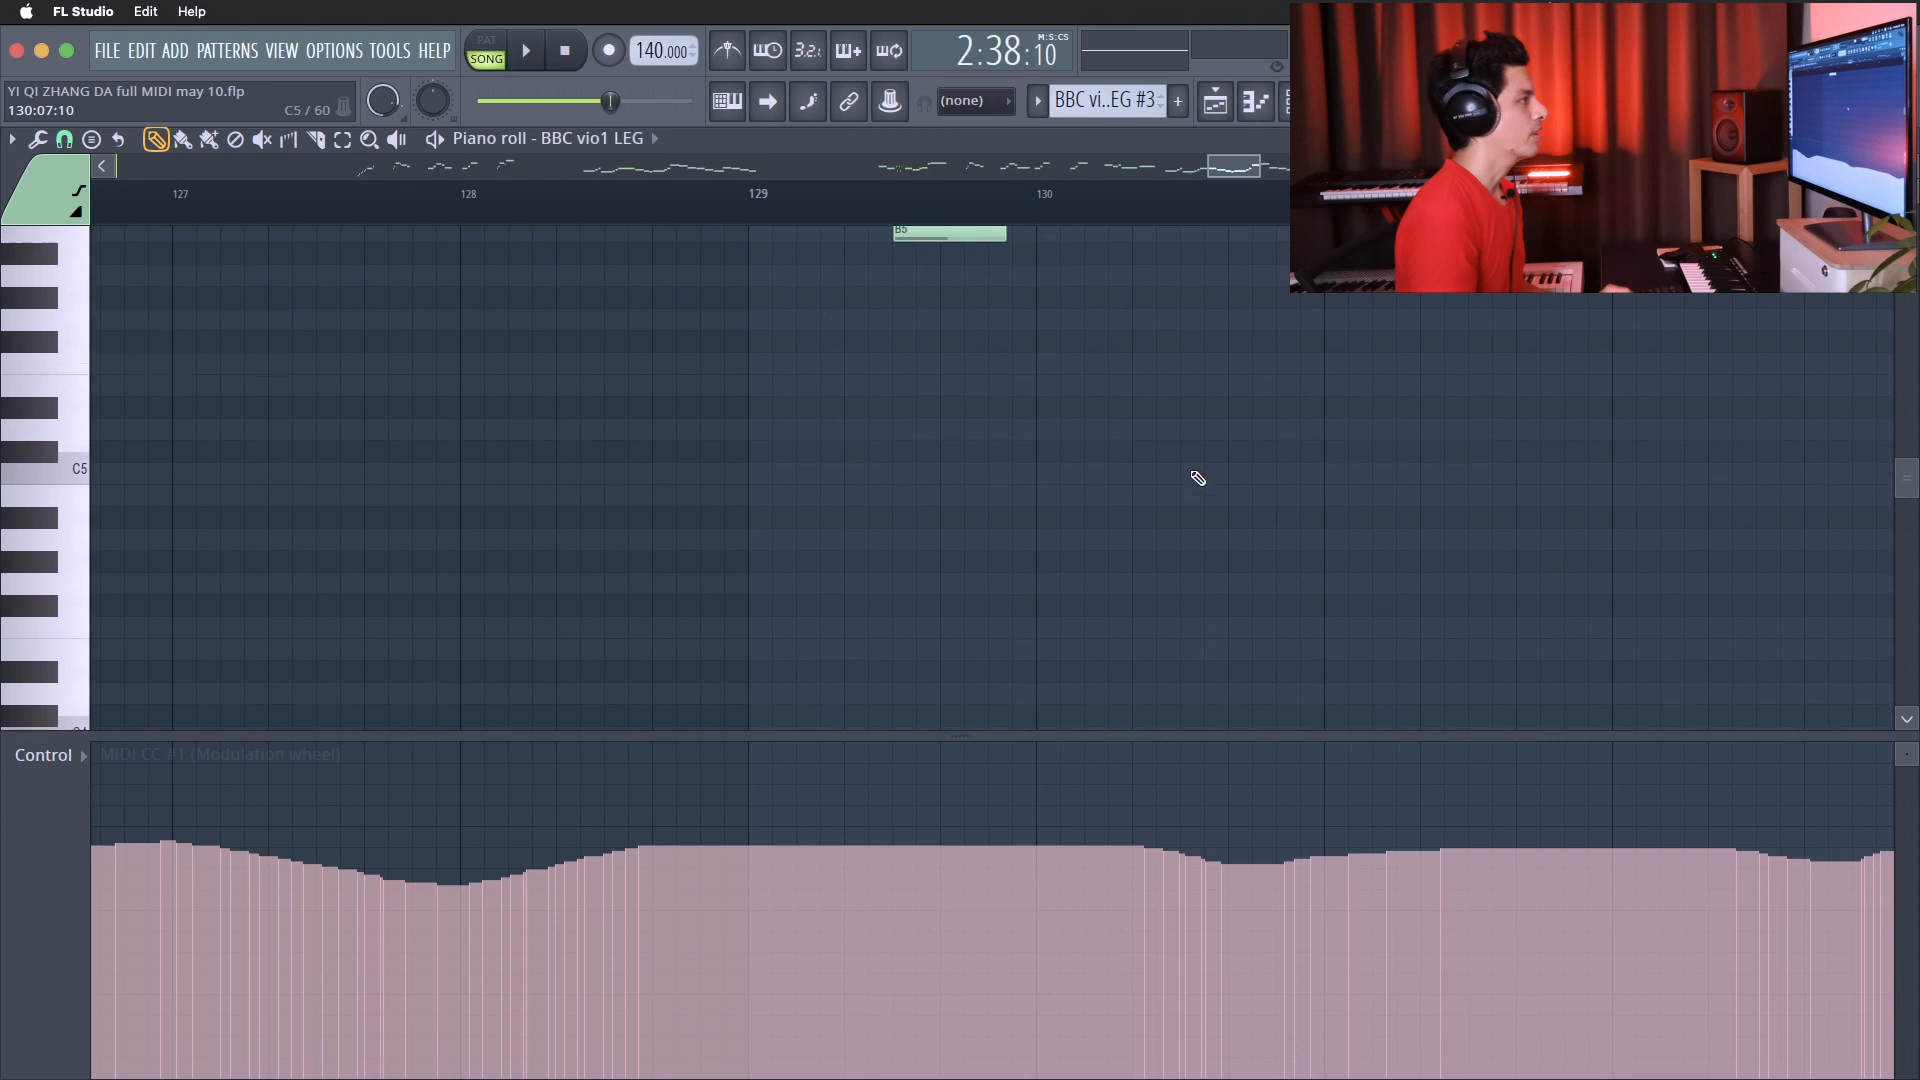 FL Studio Edit Help
FILE EDIT ADD PATTERNS VIEW OPTIONS TOOLS HELP
PAT
SONG
140.000
3.2.
2:38:10
M:S:CS
YI QI ZHANG DA full MIDI may 10.flp
130:07:10
C5 / 60
(none)
BBC vi..EG #3
Piano roll - BBC vio1 LEG
127
128
129
130
B5
C5
Control
MIDI CC #1 (Modulation wheel)